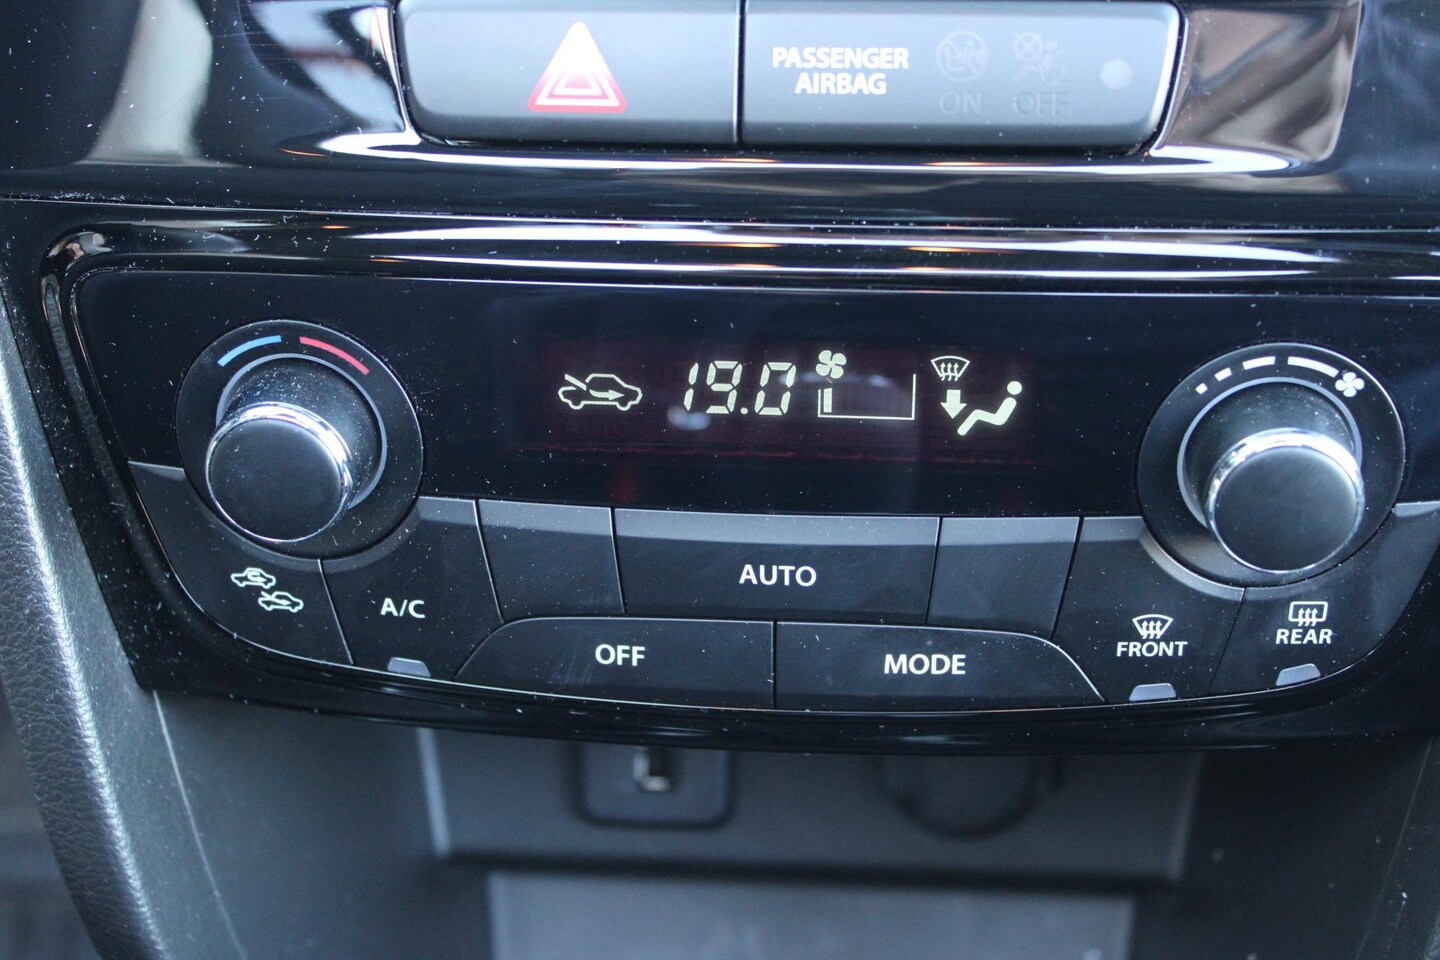 PASSENGER
AIRBAG
ON
OFF
19.0
AUTO
A/C
OFF
MODE
FRONT
REAR